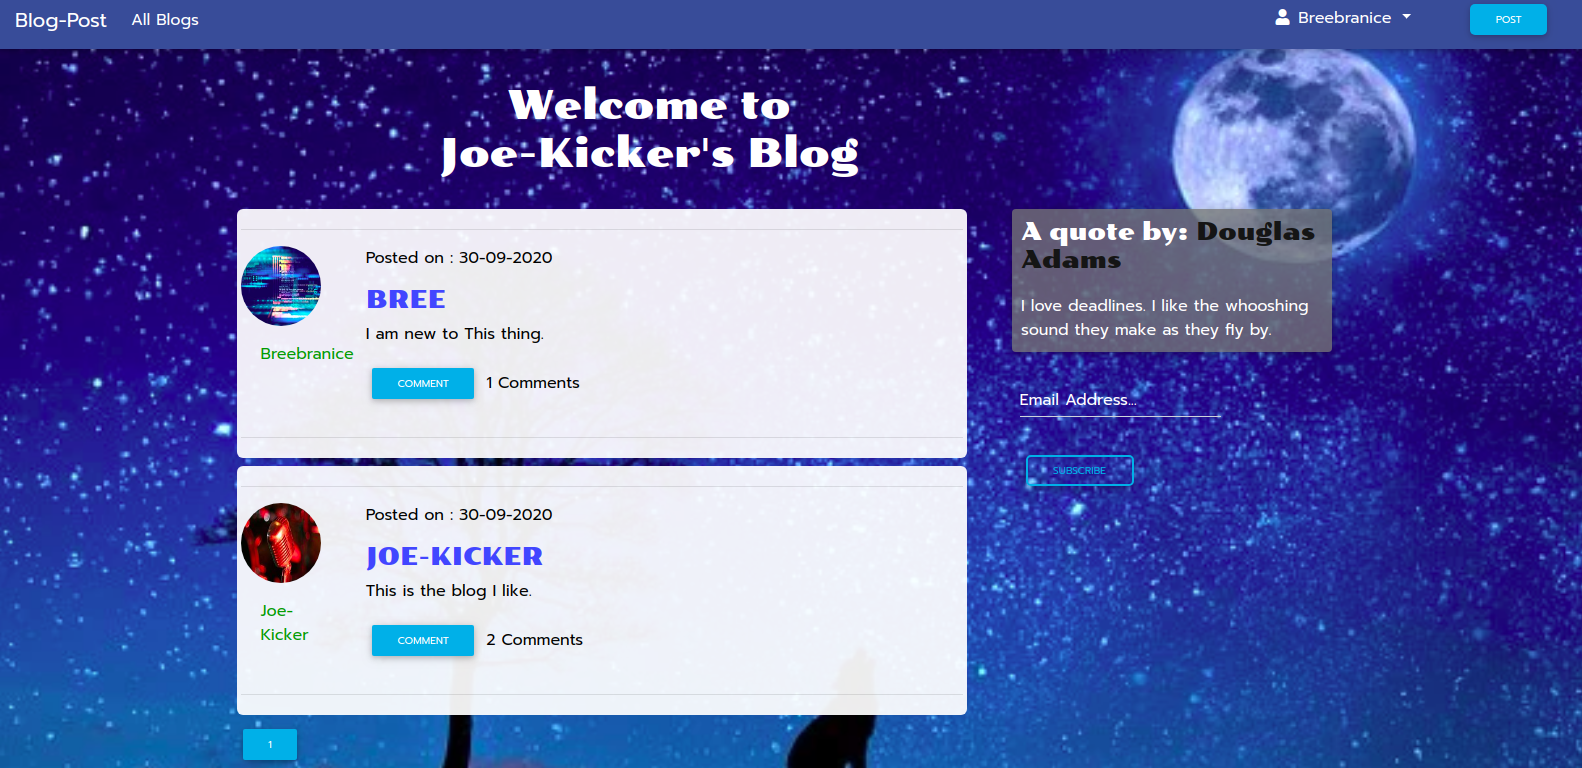 Blog-Post All Blogs Breebranice POST
Welcome to
Joe-Kicker's Blog
Posted on : 30-09-2020
BREE
I am new to This thing.
Breebranice
COMMENT 1 Comments
Posted on : 30-09-2020
JOE-KICKER
This is the blog I like.
Joe-
Kicker
COMMENT 2 Comments
1
A quote by: Douglas
Adams
I love deadlines. I like the whooshing
sound they make as they fly by.
Email Address...
SUBSCRIBE